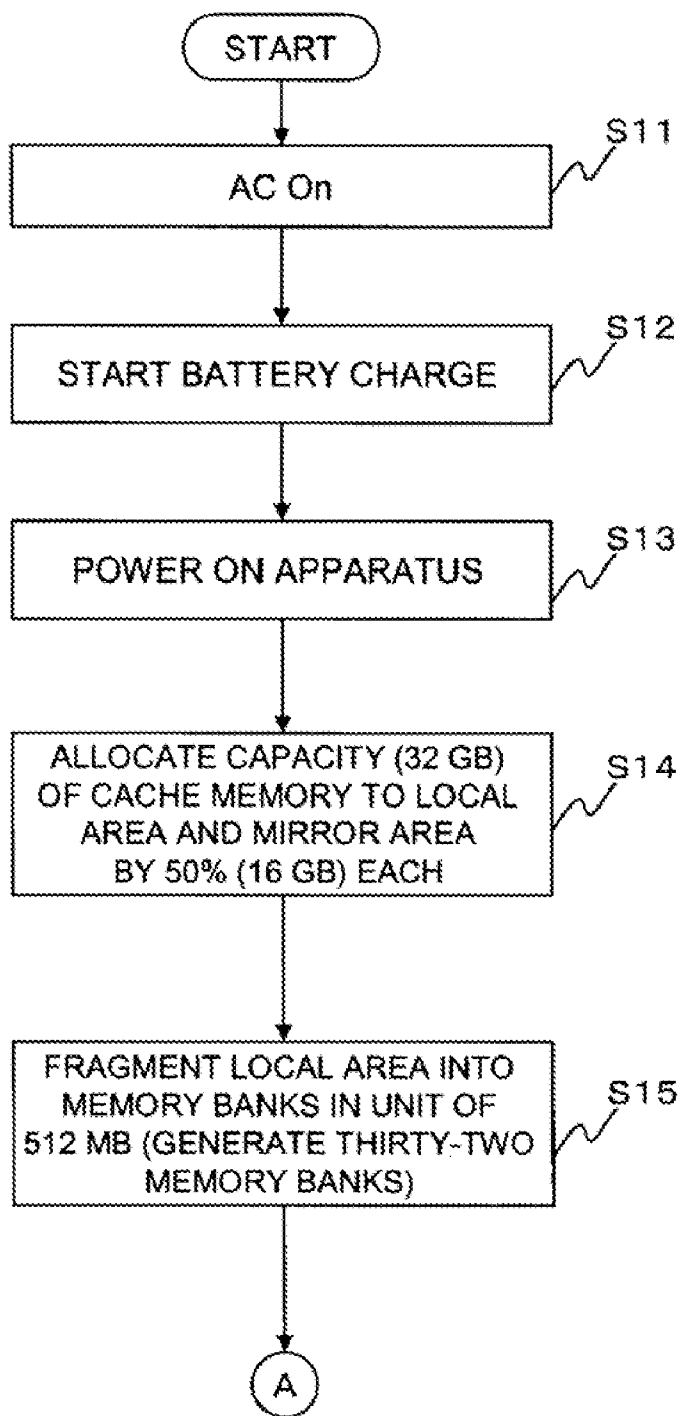 START
S11
AC On
S12
START BATTERY CHARGE
S13
POWER ON APPARATUS
S14
ALLOCATE CAPACITY (32 GB)
OF CACHE MEMORY TO LOCAL
AREA AND MIRROR AREA
BY 50% (16 GB) EACH
S15
FRAGMENT LOCAL AREA INTO
MEMORY BANKS IN UNIT OF
512 MB (GENERATE THIRTY-TWO
MEMORY BANKS)
A